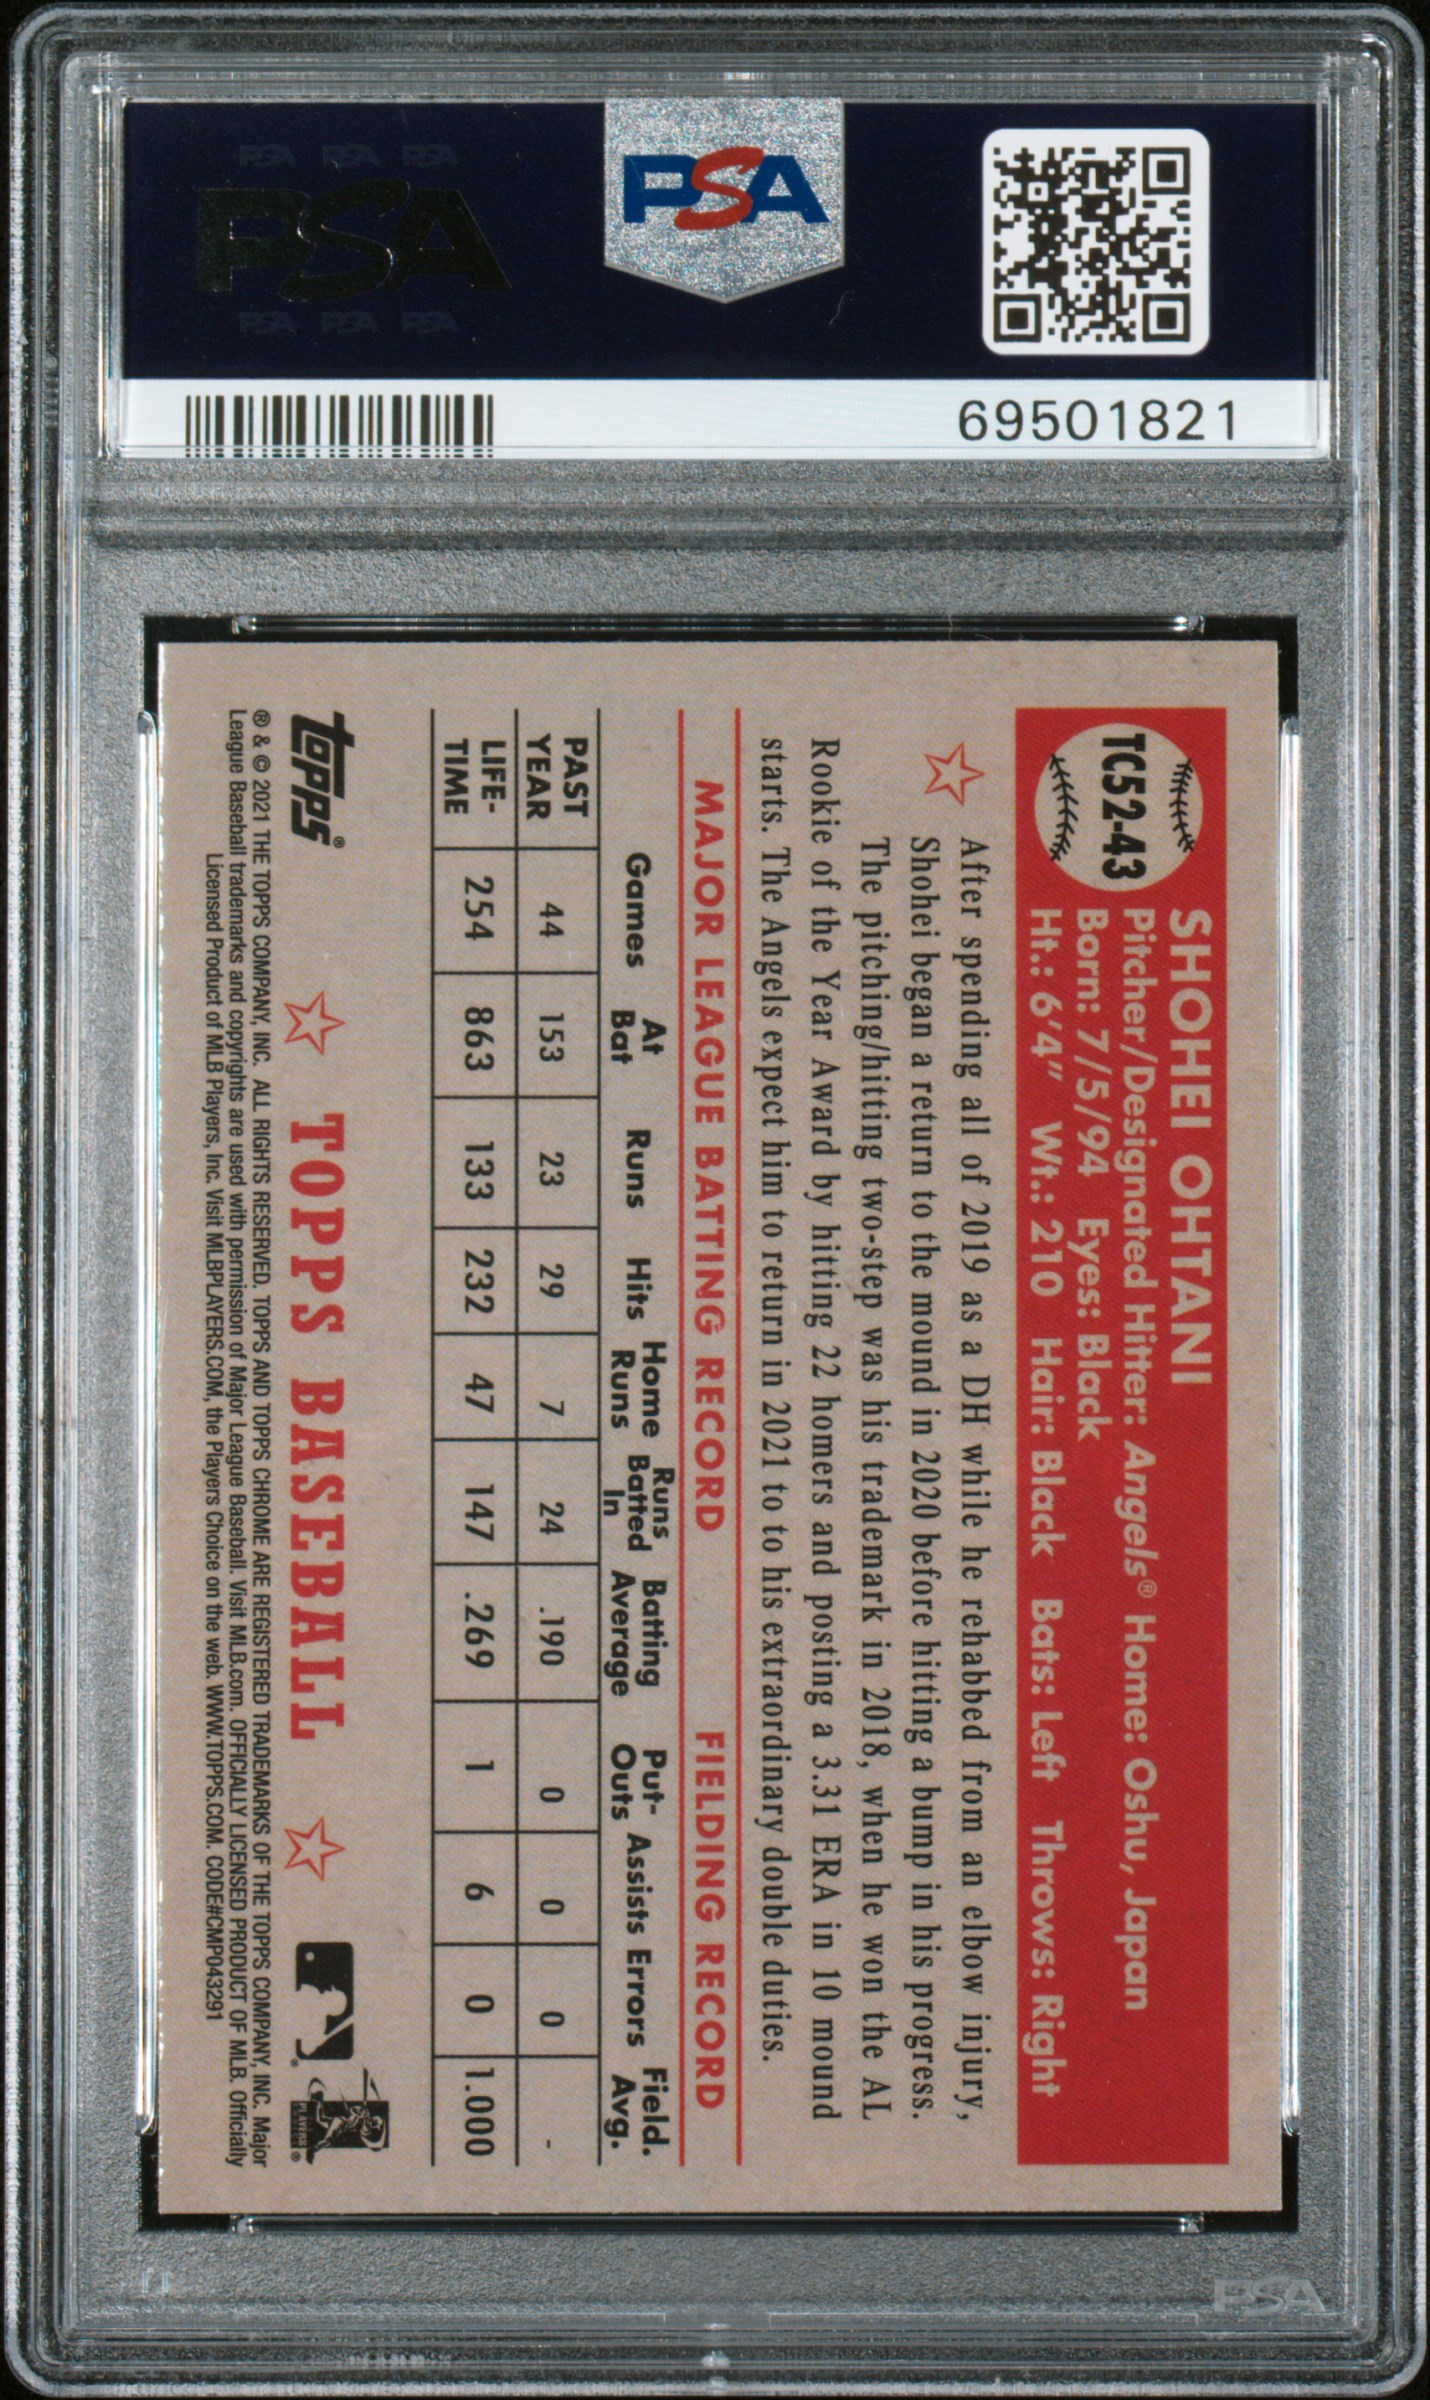 PSA PSA PSA
PSA
PSA PSA PSA
PSA
69501821
TC52-43
SHOHEI OHTANI
Pitcher/Designated Hitter: Angels® Home: Oshu, Japan
Born: 7/5/94 Eyes: Black
Ht.: 6'4" Wt.: 210 Hair: Black Bats: Left Throws: Right
After spending all of 2019 as a DH while he rehabbed from an elbow injury,
Shohei began a return to the mound in 2020 before hitting a bump in his progress.
The pitching/hitting two-step was his trademark in 2018, when he won the AL
Rookie of the Year Award by hitting 22 homers and posting a 3.31 ERA in 10 mound
starts. The Angels expect him to return in 2021 to to his extraordinary double duties.
MAJOR LEAGUE BATTING RECORD FIELDING RECORD
Games At Bat Runs Hits Home Runs Runs Batted In Batting Average Put-Outs Assists Errors Field. Avg.
PAST YEAR 44 153 23 29 7 24 .190 0 0 0 -
LIFE-TIME 254 863 133 232 47 147 .269 1 6 0 1.000
topps® TOPPS BASEBALL
® & © 2021 THE TOPPS COMPANY, INC. ALL RIGHTS RESERVED. TOPPS AND TOPPS CHROME ARE REGISTERED TRADEMARKS OF THE TOPPS COMPANY, INC. Major
League Baseball trademarks and copyrights are used with permission of Major League Baseball. Visit MLB.com. OFFICIALLY LICENSED PRODUCT OF MLB. Officially
Licensed Product of MLB Players, Inc. Visit MLBPLAYERS.COM, the Players Choice on the web. WWW.TOPPS.COM. CODE#CMP043291
PSA